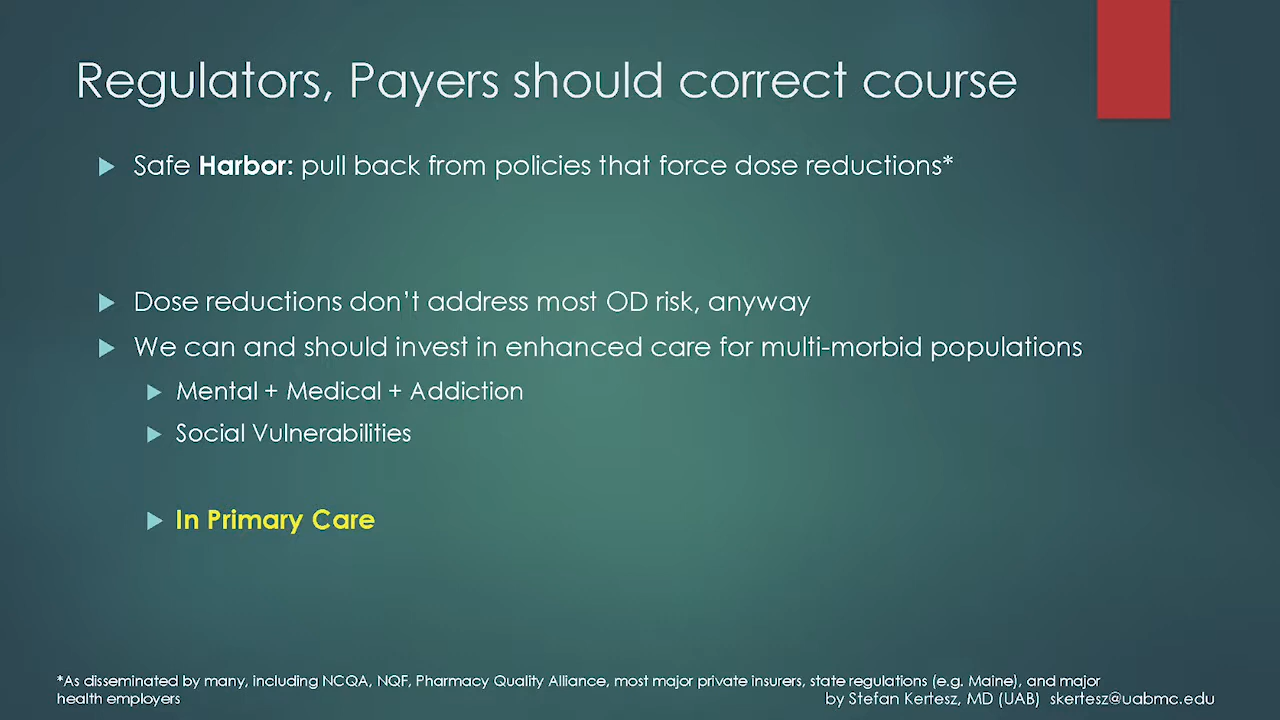 Regulators, Payers should correct course
Safe Harbor: pull back from policies that force dose reductions*
Dose reductions don't address most OD risk, anyway
We can and should invest in enhanced care for multi-morbid populations
Mental + Medical + Addiction
Social Vulnerabilities
In Primary Care
*As disseminated by many, including NCQA, NQF, Pharmacy Quality Alliance, most major private insurers, state regulations (e.g. Maine), and major
health employers
by Stefan Kertesz, MD (UAB) skertesz@uabmc.edu